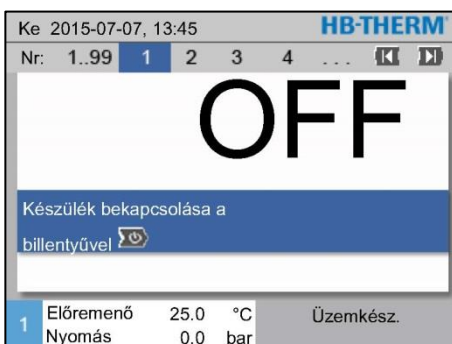 Ke 2015-07-07, 13:45 HB-THERM
Nr: 1..99 1 2 3 4 ...
OFF
Készülék bekapcsolása a
billentyűvel
1 Előremenő 25.0 °C Üzemkész.
Nyomás 0.0 bar